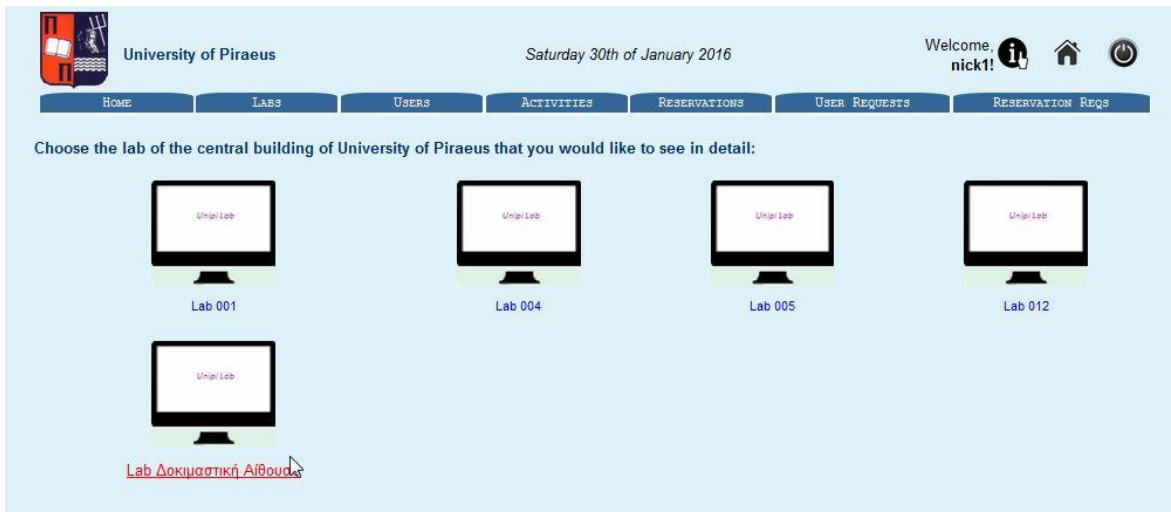 Π
Π
University of Piraeus
Saturday 30th of January 2016
Welcome,
nick1!
HOME LABS USERS ACTIVITIES RESERVATIONS USER REQUESTS RESERVATION REQS
Choose the lab of the central building of University of Piraeus that you would like to see in detail:
Unipi Lab Unipi Lab Unipi Lab Unipi Lab
Lab 001 Lab 004 Lab 005 Lab 012
Unipi Lab
Lab Δοκιμαστική Αίθουσα